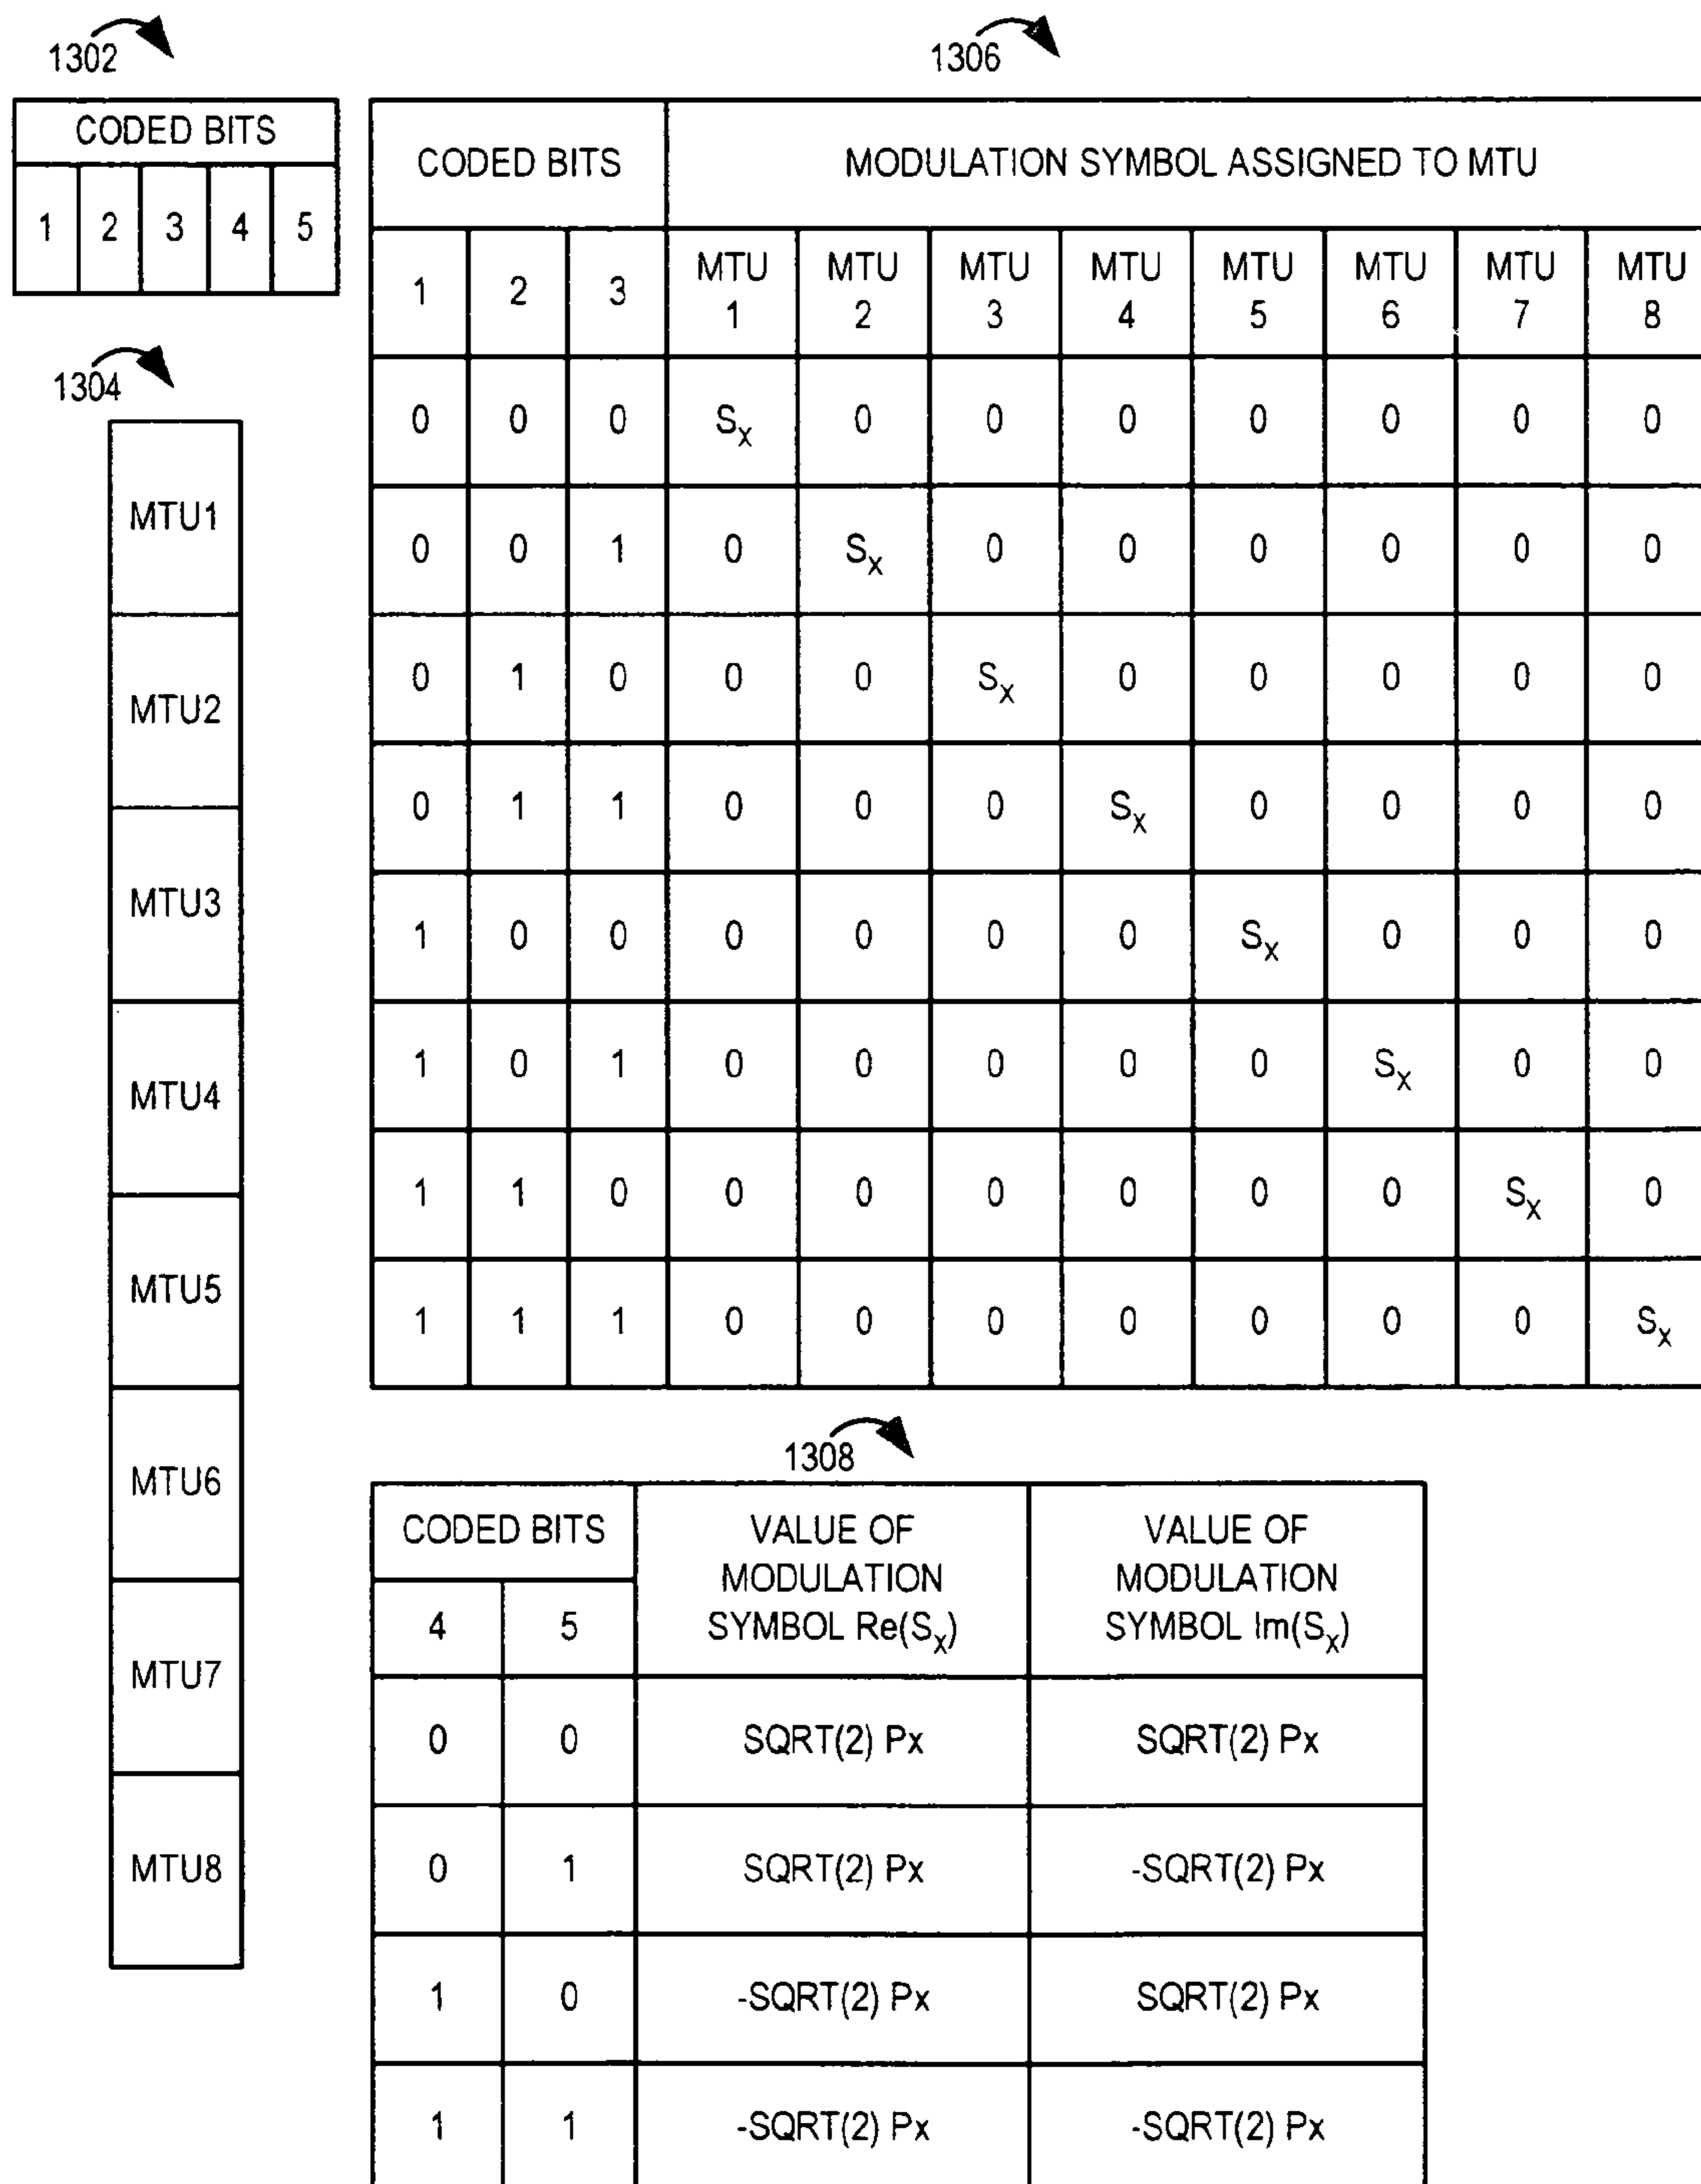 1302
CODED BITS
1 2 3 4 5
1304
MTU1
MTU2
MTU3
MTU4
MTU5
MTU6
MTU7
MTU8
1306
CODED BITS MODULATION SYMBOL ASSIGNED TO MTU
1 2 3 MTU 1 MTU 2 MTU 3 MTU 4 MTU 5 MTU 6 MTU 7 MTU 8
0 0 0 Sx 0 0 0 0 0 0 0
0 0 1 0 Sx 0 0 0 0 0 0
0 1 0 0 0 Sx 0 0 0 0 0
0 1 1 0 0 0 Sx 0 0 0 0
1 0 0 0 0 0 0 Sx 0 0 0
1 0 1 0 0 0 0 0 Sx 0 0
1 1 0 0 0 0 0 0 0 Sx 0
1 1 1 0 0 0 0 0 0 0 Sx
1308
CODED BITS
4 5
VALUE OF
MODULATION
SYMBOL Re(Sx)
VALUE OF
MODULATION
SYMBOL Im(Sx)
0 0 SQRT(2) Px SQRT(2) Px
0 1 SQRT(2) Px -SQRT(2) Px
1 0 -SQRT(2) Px SQRT(2) Px
1 1 -SQRT(2) Px -SQRT(2) Px